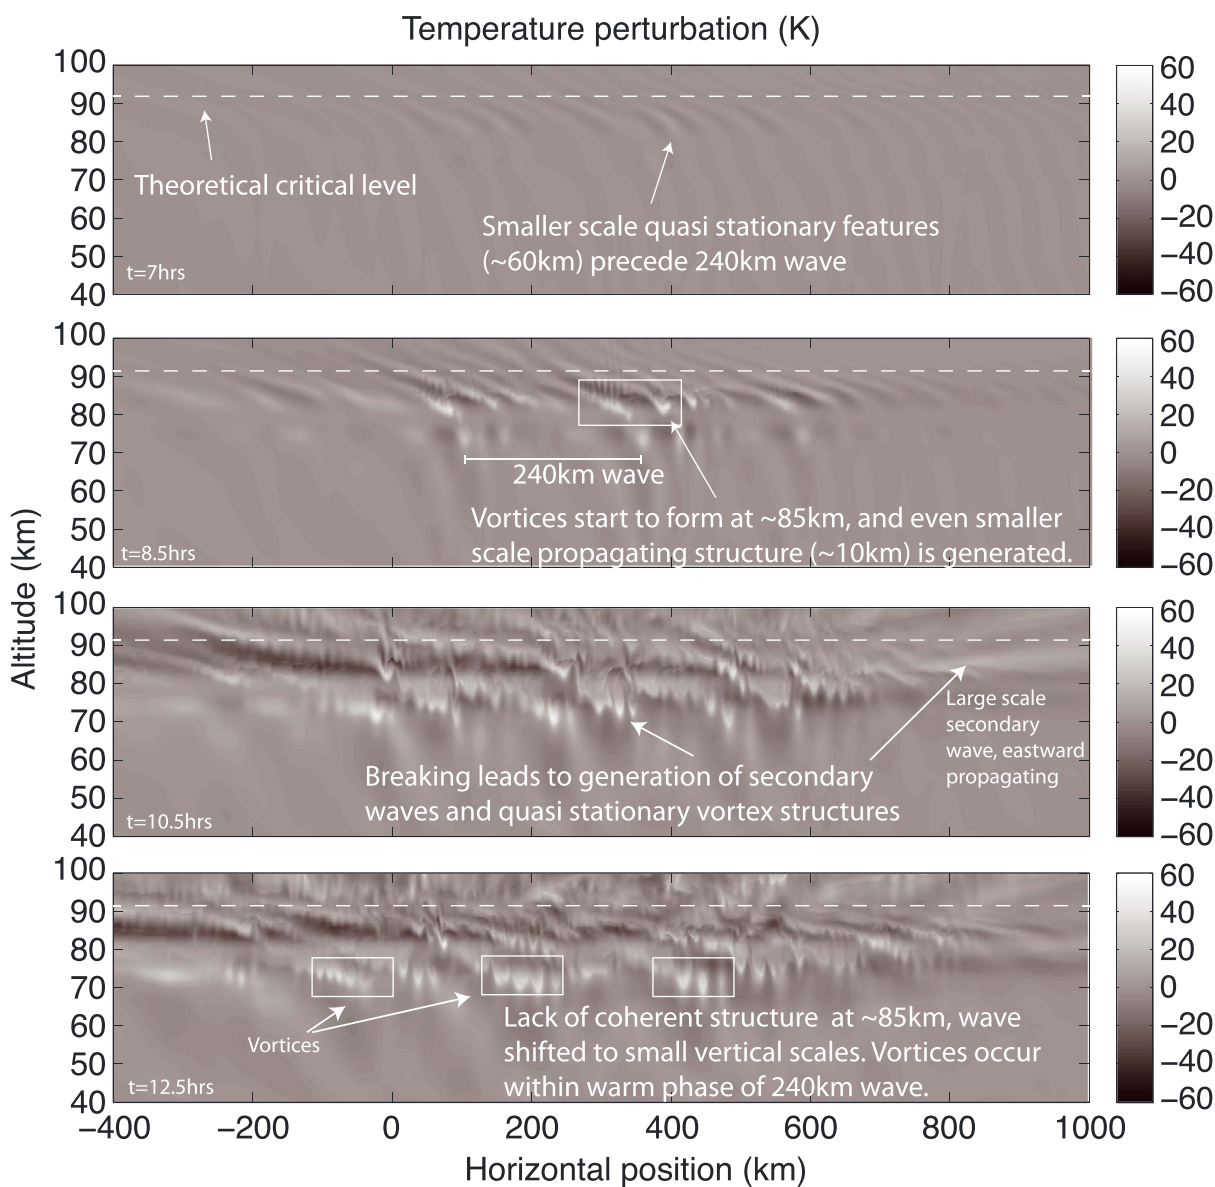 Temperature perturbation (K)
100
90
80
70
60
50
40
Theoretical critical level
Smaller scale quasi stationary features
(~60km) precede 240km wave
t=7hrs
60
40
20
0
−20
−40
−60
100
90
80
70
60
50
40
240km wave
Vortices start to form at ~85km, and even smaller
scale propagating structure (~10km) is generated.
t=8.5hrs
60
40
20
0
−20
−40
−60
Altitude (km)
100
90
80
70
60
50
40
Large scale
secondary
wave, eastward
propagating
Breaking leads to generation of secondary
waves and quasi stationary vortex structures
t=10.5hrs
60
40
20
0
−20
−40
−60
100
90
80
70
60
50
40
Vortices
Lack of coherent structure at ~85km, wave
shifted to small vertical scales. Vortices occur
within warm phase of 240km wave.
t=12.5hrs
60
40
20
0
−20
−40
−60
−400 −200 0 200 400 600 800 1000
Horizontal position (km)